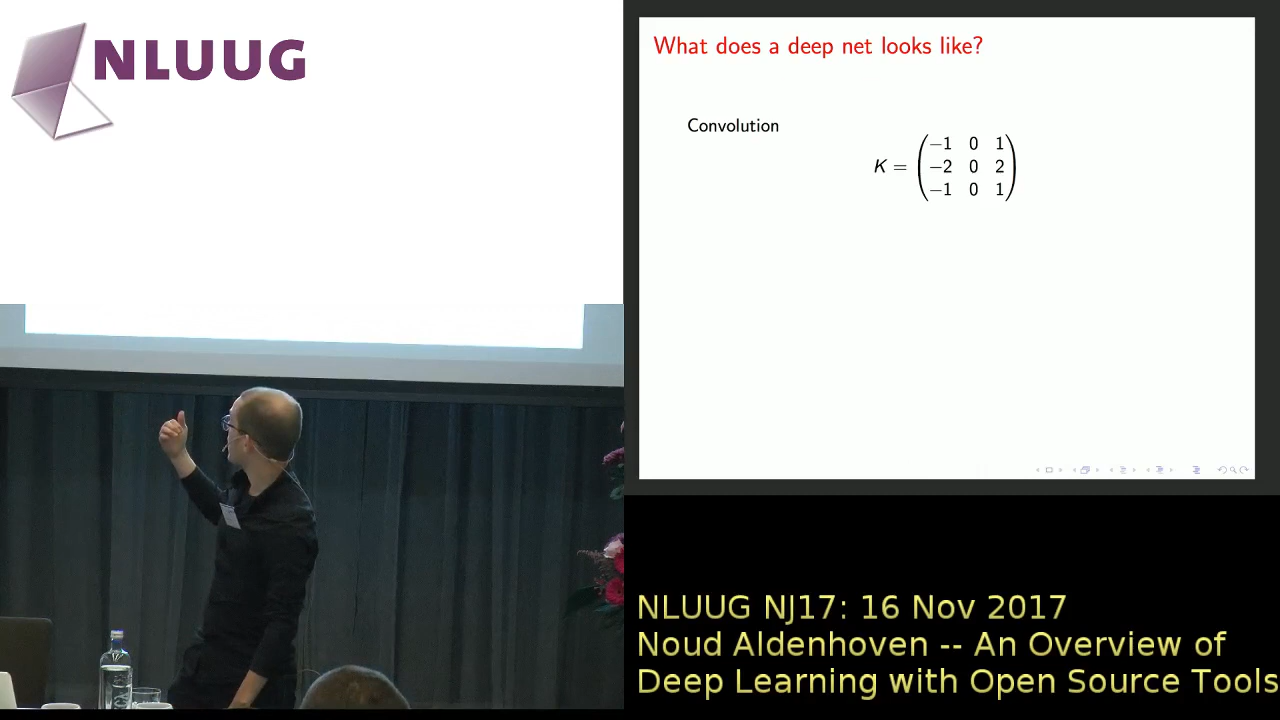 NLUUG
What does a deep net looks like?
Convolution
K =
−1 0 1
−2 0 2
−1 0 1
NLUUG NJ17: 16 Nov 2017
Noud Aldenhoven -- An Overview of
Deep Learning with Open Source Tools